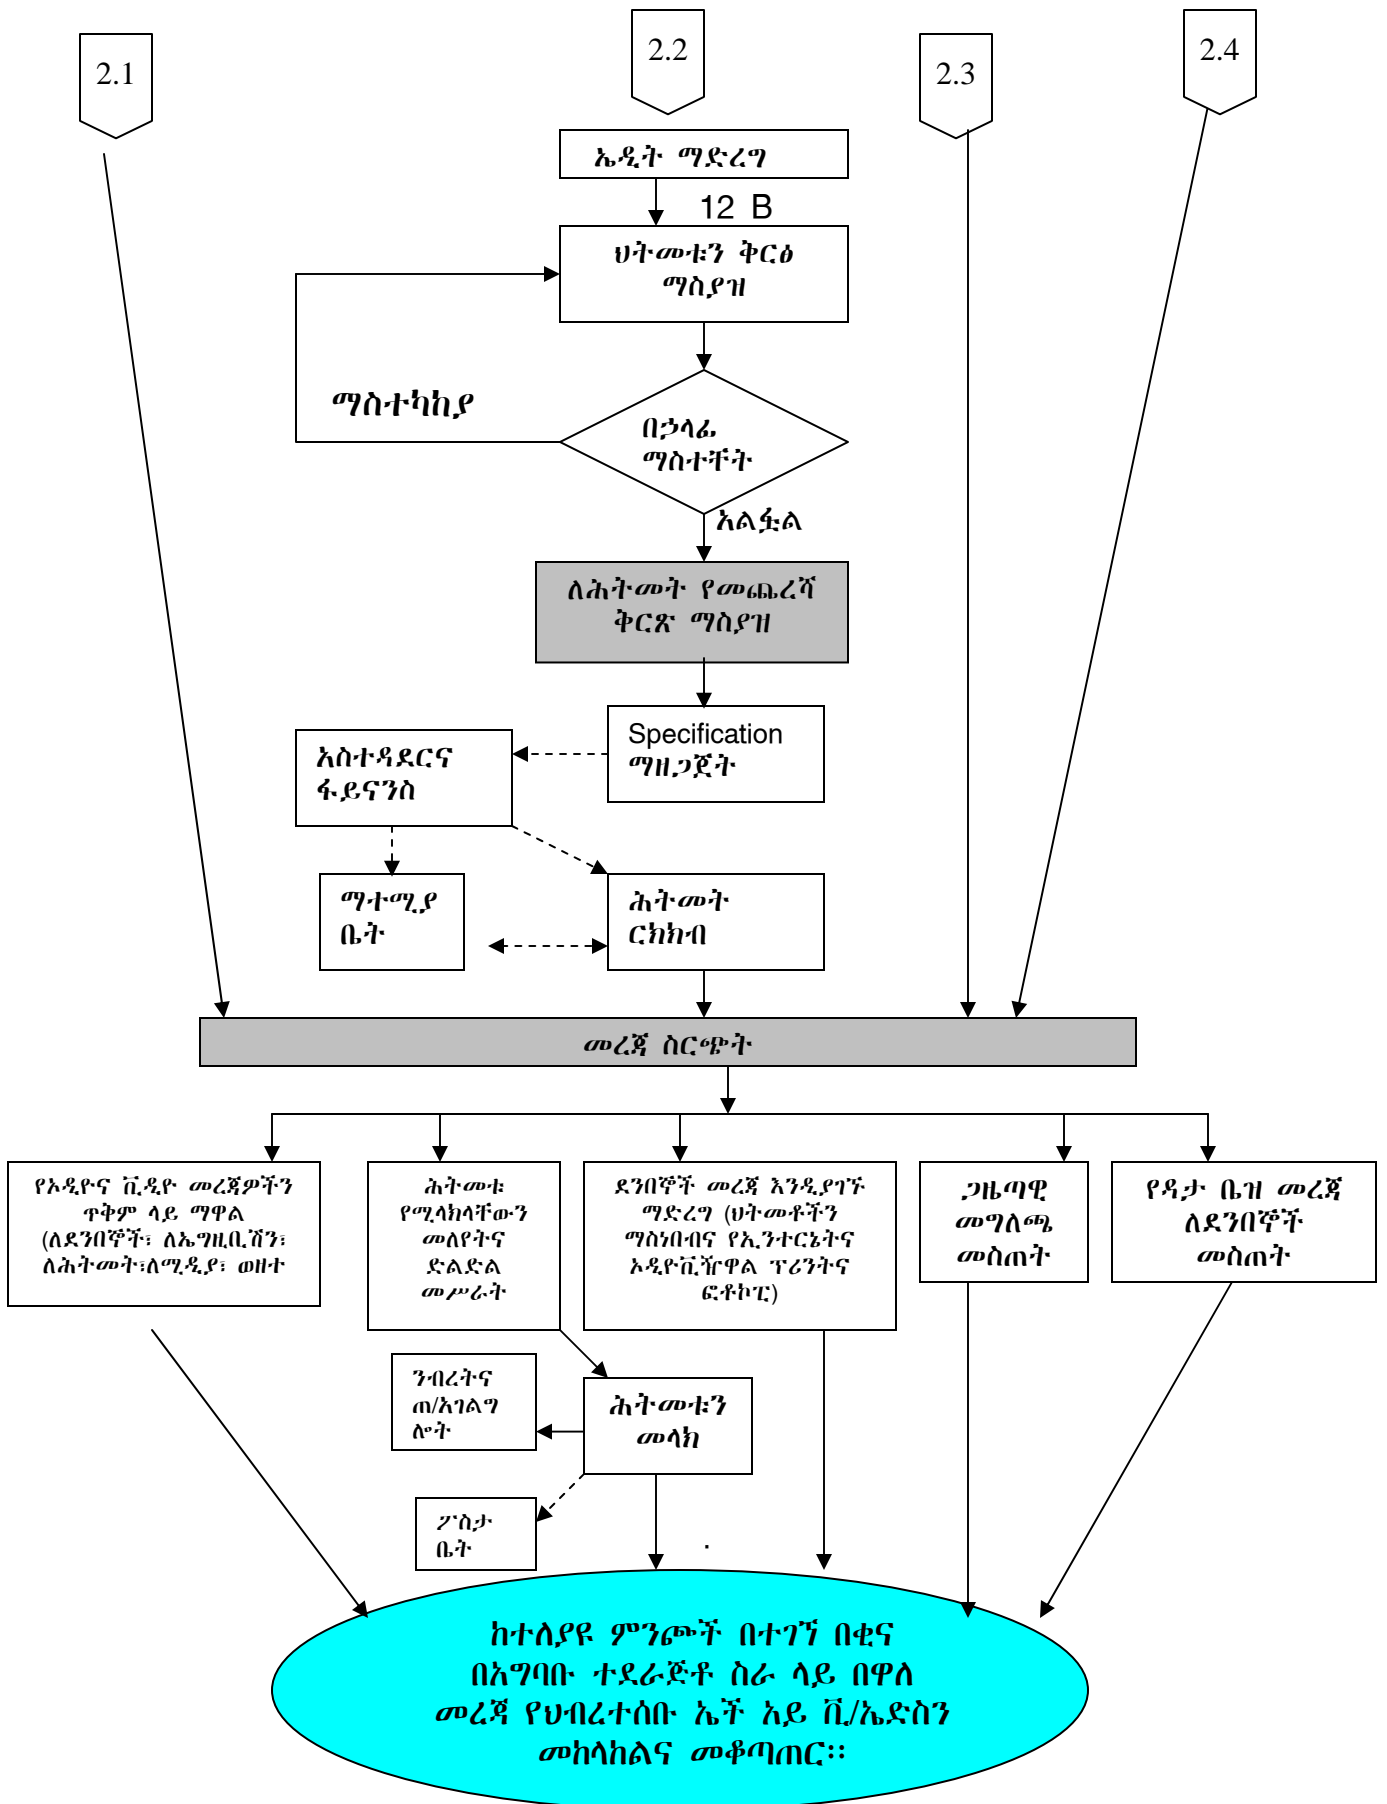 2.1
2.2
2.3
2.4
ኤዲት ማድረግ
12 B
ህትመቱን ቅርፅ
ማስያዝ
ማስተካከያ
በኃላፊ
ማስተቸት
አልፏል
ለሕትመት የመጨረሻ
ቅርጽ ማስያዝ
Specification
ማዘጋጀት
አስተዳደርና
ፋይናንስ
ማተሚያ
ቤት
ሕትመት
ርክክብ
መረጃ ስርጭት
የኦዲዮና ቪዲዮ መረጃዎችን
ጥቅም ላይ ማዋል
(ለደንበኞች፣ ለኤግዚቢሽን፣
ለሕትመት፣ለሚዲያ፣ ወዘተ
ሕትመቱ
የሚላክላቸውን
መለየትና
ድልድል
መሥራት
ደንበኞች መረጃ እንዲያገኙ
ማድረግ (ህትመቶችን
ማስነበብና የኢንተርኔትና
ኦዲዮቪዥዋል ፕሪንትና
ፎቶኮፒ)
ጋዜጣዊ
መግለጫ
መስጠት
የዳታ ቤዝ መረጃ
ለደንበኞች
መስጠት
ንብረትና
ጠ/አገልግ
ሎት
ሕትመቱን
መላክ
ፖስታ
ቤት
.
ከተለያዩ ምንጮች በተገኘ በቂና
በአግባቡ ተደራጅቶ ስራ ላይ በዋለ
መረጃ የህብረተሰቡ ኤች አይ ቪ/ኤድስን
መከላከልና መቆጣጠር፡፡